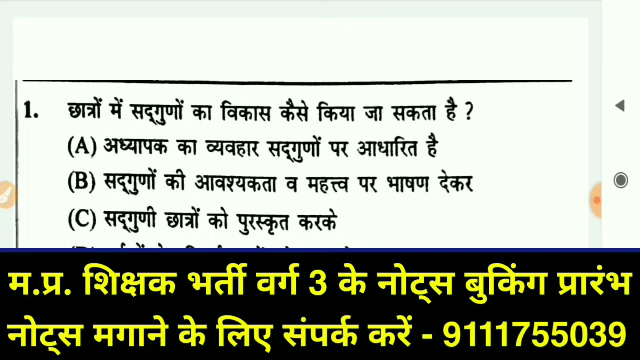 1. छात्रों में सद्‌गुणों का विकास कैसे किया जा सकता है ?
(A) अध्यापक का व्यवहार सद्‌गुणों पर आधारित है
(B) सद्‌गुणों की आवश्यकता व महत्त्व पर भाषण देकर
(C) सद्‌गुणी छात्रों को पुरस्कृत करके
म.प्र. शिक्षक भर्ती वर्ग 3 के नोट्स बुकिंग प्रारंभ
नोट्स मगाने के लिए संपर्क करें - 9111755039